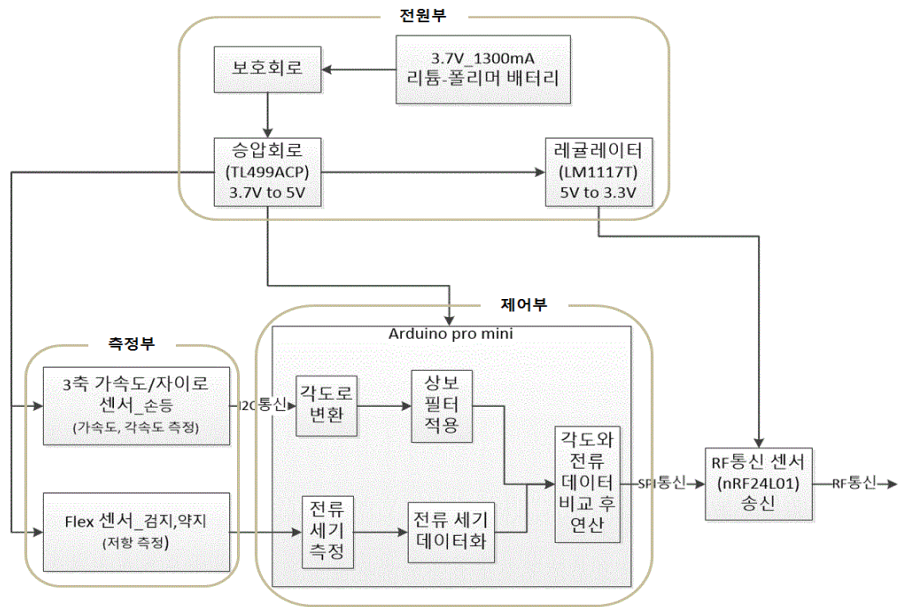 전원부
보호회로
3.7V_1300mA
리튬-폴리머 배터리
승압회로
(TL499ACP)
3.7V to 5V
레귤레이터
(LM1117T)
5V to 3.3V
제어부
Arduino pro mini
측정부
3축 가속도/자이로
센서_손등
(가속도, 각속도 측정)
I2C통신
각도로
변환
상보
필터
적용
각도와
전류
데이터
비교 후
연산
SPI통신
RF통신 센서
(nRF24L01)
송신
RF통신
Flex 센서_검지,약지
(저항 측정)
전류
세기
측정
전류 세기
데이터화